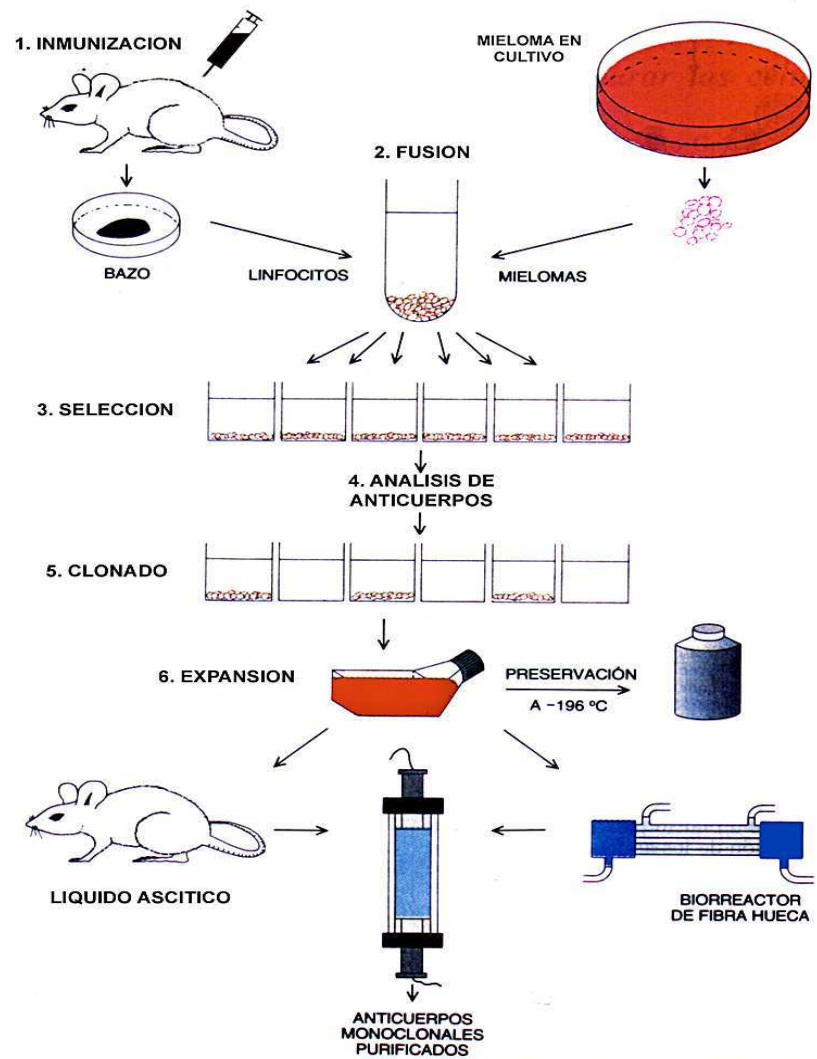 1. INMUNIZACION
MIELOMA EN
CULTIVO
2. FUSION
BAZO
LINFOCITOS
MIELOMAS
3. SELECCION
4. ANALISIS DE
ANTICUERPOS
5. CLONADO
6. EXPANSION
PRESERVACIÓN
A -196 ºC
LIQUIDO ASCITICO
BIORREACTOR
DE FIBRA HUECA
ANTICUERPOS
MONOCLONALES
PURIFICADOS